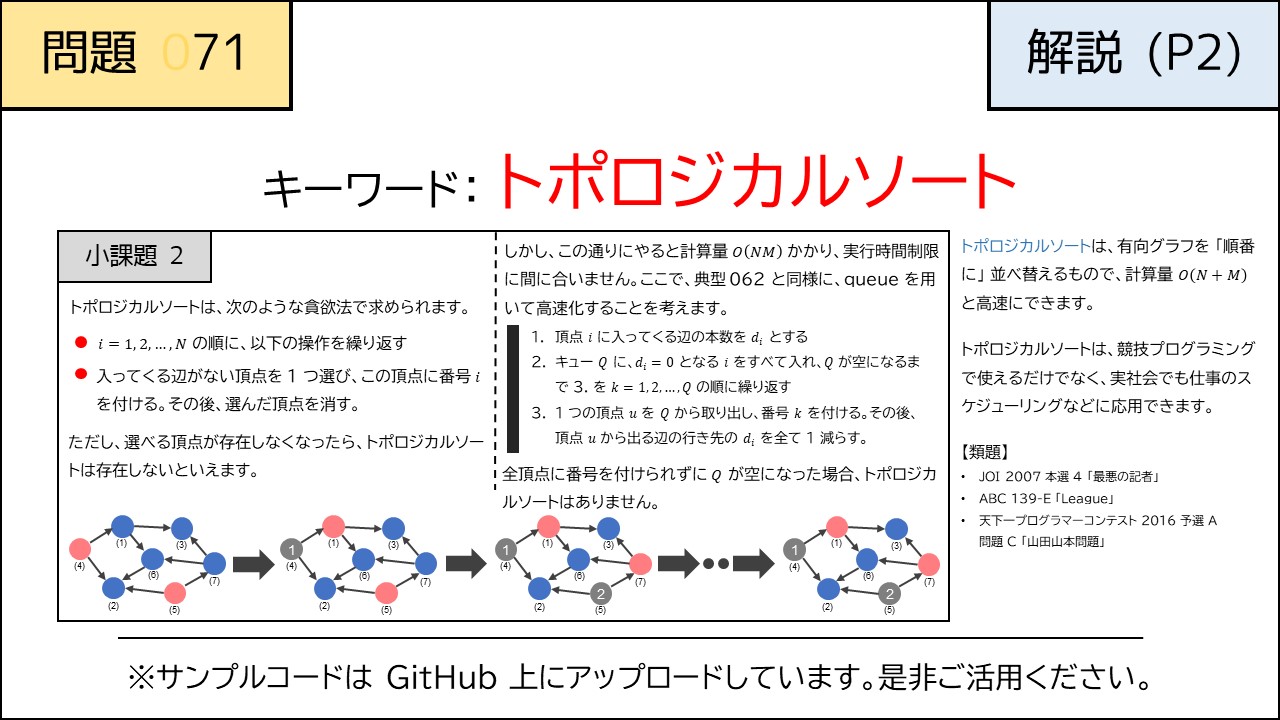 問題 071
解説 (P2)
キーワード: トポロジカルソート
小課題 2
トポロジカルソートは、次のような貪欲法で求められます。
● i = 1, 2, …, N の順に、以下の操作を繰り返す
● 入ってくる辺がない頂点を 1 つ選び、この頂点に番号 i
を付ける。その後、選んだ頂点を消す。
ただし、選べる頂点が存在しなくなったら、トポロジカルソー
トは存在しないといえます。
しかし、この通りにやると計算量 O(NM) かかり、実行時間制限
に間に合いません。ここで、典型 062 と同様に、queue を用
いて高速化することを考えます。
1. 頂点 i に入ってくる辺の本数を dᵢ とする
2. キュー Q に、dᵢ = 0 となる i をすべて入れ、Q が空になるま
で 3. を k = 1, 2, …, Q の順に繰り返す
3. 1 つの頂点 u を Q から取り出し、番号 k を付ける。その後、
頂点 u から出る辺の行き先の dᵢ を全て 1 減らす。
全頂点に番号を付けられずに Q が空になった場合、トポロジカ
ルソートはありません。
(1) (3) (4) (6) (7) (2) (5)
1 (1) (3) (4) (6) (7) (2) (5)
1 (1) (3) (4) (6) (7) (2) 2 (5)
1 (1) (3) (4) (6) (7) (2) 2 (5)
トポロジカルソートは、有向グラフを 「順番
に」 並べ替えるもので、計算量 O(N + M)
と高速にできます。
トポロジカルソートは、競技プログラミング
で使えるだけでなく、実社会でも仕事のス
ケジューリングなどに応用できます。
【類題】
• JOI 2007 本選 4 「最悪の記者」
• ABC 139-E 「League」
• 天下一プログラマーコンテスト 2016 予選 A
問題 C 「山田山本問題」
※サンプルコードは GitHub 上にアップロードしています。是非ご活用ください。